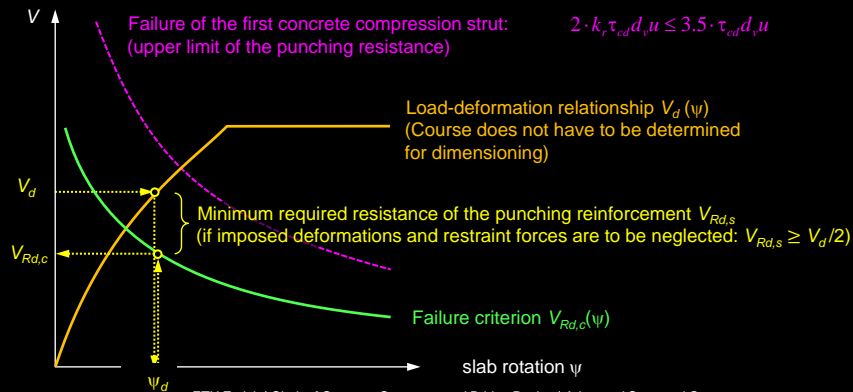 V
Failure of the first concrete compression strut:
(upper limit of the punching resistance)
2·k_r τ_cd d_v u ≤ 3.5·τ_cd d_v u
Load-deformation relationship V_d (ψ)
(Course does not have to be determined
for dimensioning)
V_d
Minimum required resistance of the punching reinforcement V_Rd,s
(if imposed deformations and restraint forces are to be neglected: V_Rd,s ≥ V_d/2)
V_Rd,c
Failure criterion V_Rd,c(ψ)
slab rotation ψ
ψ_d